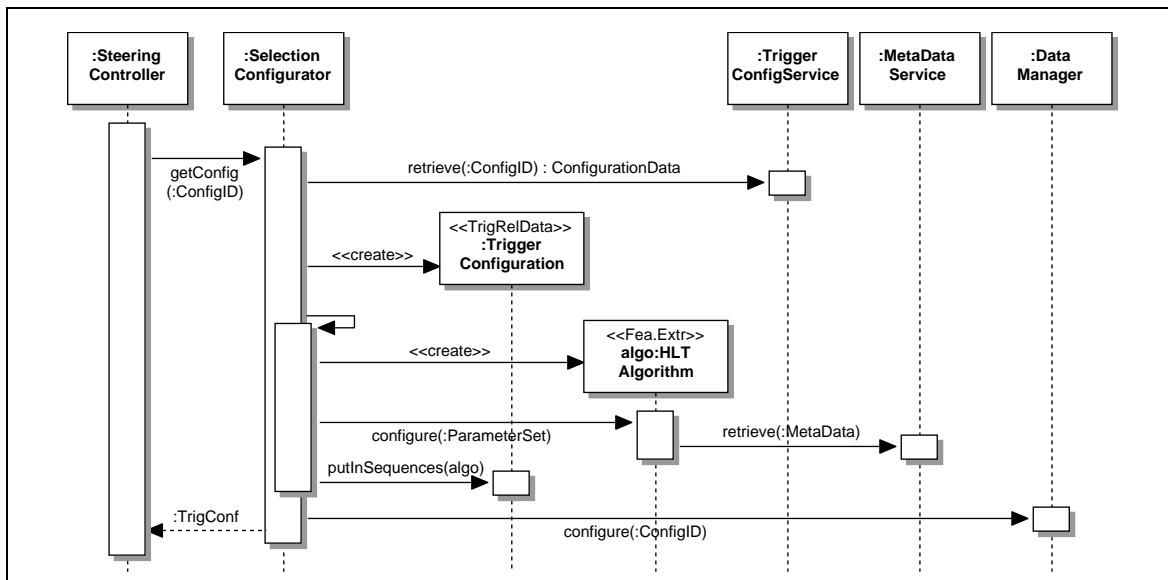 :Steering
Controller
:Selection
Configurator
:Trigger
ConfigService
:MetaData
Service
:Data
Manager
getConfig
(:ConfigID)
retrieve(:ConfigID) : ConfigurationData
<<TrigRelData>>
:Trigger
Configuration
<<create>>
<<Fea.Extr>>
algo:HLT
Algorithm
<<create>>
configure(:ParameterSet)
retrieve(:MetaData)
putInSequences(algo)
:TrigConf
configure(:ConfigID)